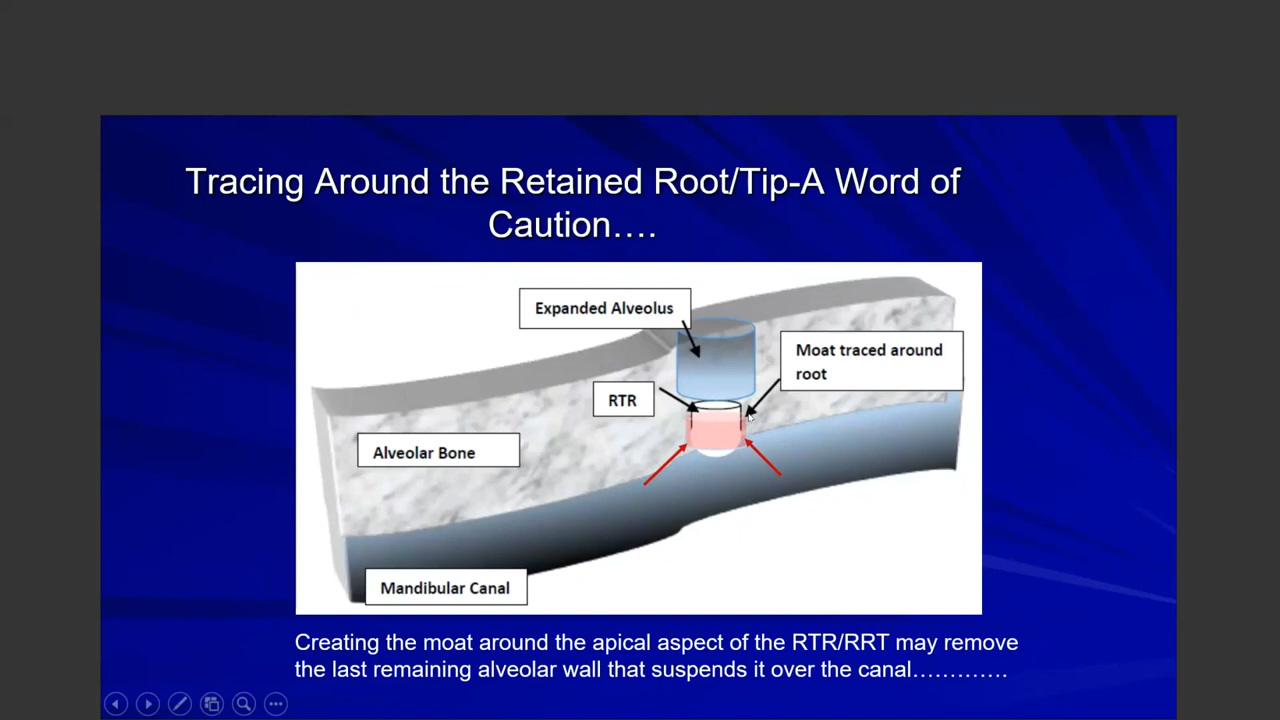 Tracing Around the Retained Root/Tip-A Word of
Caution….
Expanded Alveolus
Moat traced around
root
RTR
Alveolar Bone
Mandibular Canal
Creating the moat around the apical aspect of the RTR/RRT may remove
the last remaining alveolar wall that suspends it over the canal………….